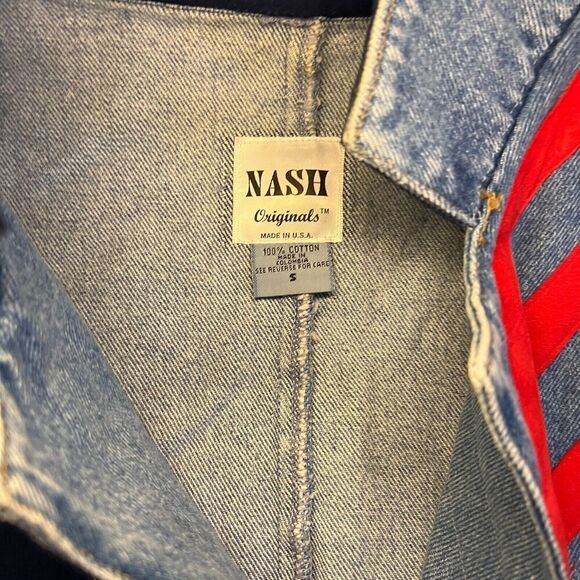 NASH
Originals™
MADE IN U.S.A.
100% COTTON
MADE IN
COLOMBIA
SEE REVERSE FOR CARE
S